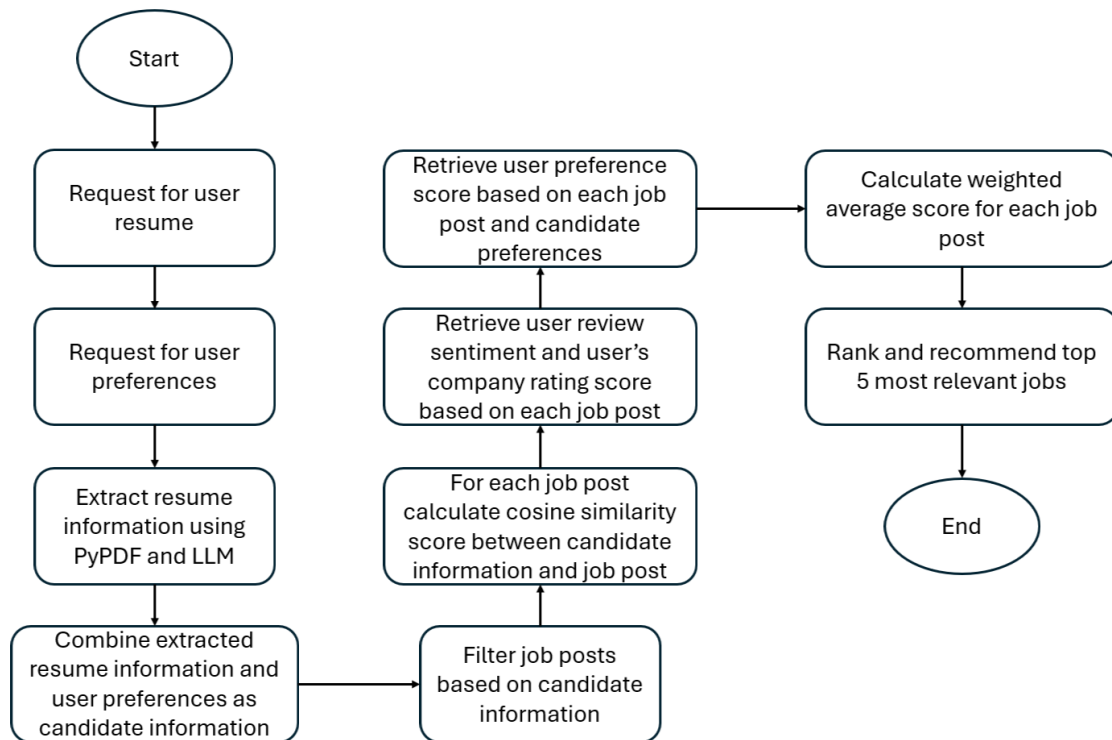 Start
Request for user
resume
Request for user
preferences
Extract resume
information using
PyPDF and LLM
Combine extracted
resume information and
user preferences as
candidate information
Filter job posts
based on candidate
information
For each job post
calculate cosine similarity
score between candidate
information and job post
Retrieve user review
sentiment and user’s
company rating score
based on each job post
Retrieve user preference
score based on each job
post and candidate
preferences
Calculate weighted
average score for each job
post
Rank and recommend top
5 most relevant jobs
End